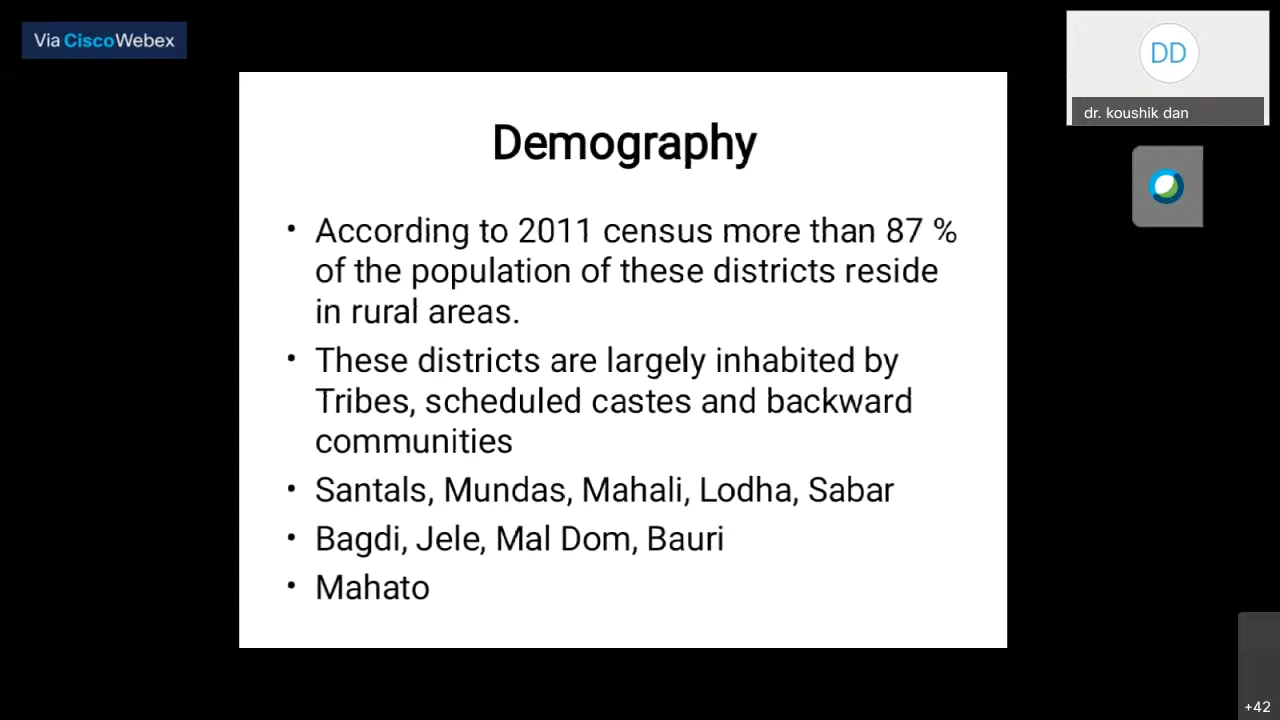 Via CiscoWebex
DD
dr. koushik dan
Demography
• According to 2011 census more than 87 %
of the population of these districts reside
in rural areas.
• These districts are largely inhabited by
Tribes, scheduled castes and backward
communities
• Santals, Mundas, Mahali, Lodha, Sabar
• Bagdi, Jele, Mal Dom, Bauri
• Mahato
+42